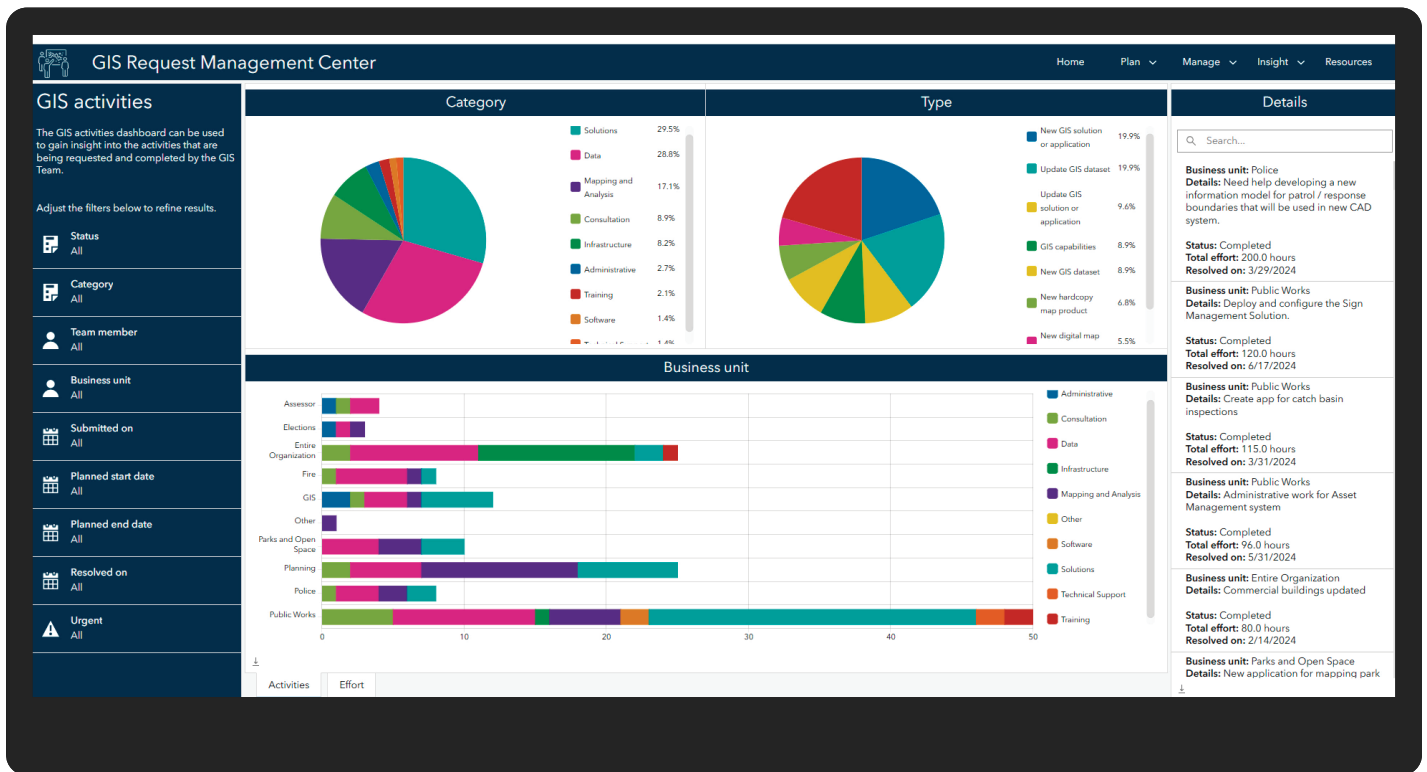 GIS Request Management Center
Home
Plan
Manage
Insight
Resources
GIS activities
The GIS activities dashboard can be used
to gain insight into the activities that are
being requested and completed by the GIS
Team.
Adjust the filters below to refine results.
Status
All
Category
All
Team member
All
Business unit
All
Submitted on
All
Planned start date
All
Planned end date
All
Resolved on
All
Urgent
All
Category
Solutions 29.5%
Data 28.8%
Mapping and
Analysis 17.1%
Consultation 8.9%
Infrastructure 8.2%
Administrative 2.7%
Training 2.1%
Software 1.4%
Technical Support 1.4%
Type
New GIS solution
or application 19.9%
Update GIS dataset 19.9%
Update GIS
solution or
application 9.6%
GIS capabilities 8.9%
New GIS dataset 8.9%
New hardcopy
map product 6.8%
New digital map
5.5%
Business unit
Assessor
Elections
Entire
Organization
Fire
GIS
Other
Parks and Open
Space
Planning
Police
Public Works
0 10 20 30 40 50
Administrative
Consultation
Data
Infrastructure
Mapping and Analysis
Other
Software
Solutions
Technical Support
Training
Activities
Effort
Details
Search...
Business unit: Police
Details: Need help developing a new
information model for patrol / response
boundaries that will be used in new CAD
system.
Status: Completed
Total effort: 200.0 hours
Resolved on: 3/29/2024
Business unit: Public Works
Details: Deploy and configure the Sign
Management Solution.
Status: Completed
Total effort: 120.0 hours
Resolved on: 6/17/2024
Business unit: Public Works
Details: Create app for catch basin
inspections
Status: Completed
Total effort: 115.0 hours
Resolved on: 3/31/2024
Business unit: Public Works
Details: Administrative work for Asset
Management system
Status: Completed
Total effort: 96.0 hours
Resolved on: 5/31/2024
Business unit: Entire Organization
Details: Commercial buildings updated
Status: Completed
Total effort: 80.0 hours
Resolved on: 2/14/2024
Business unit: Parks and Open Space
Details: New application for mapping park